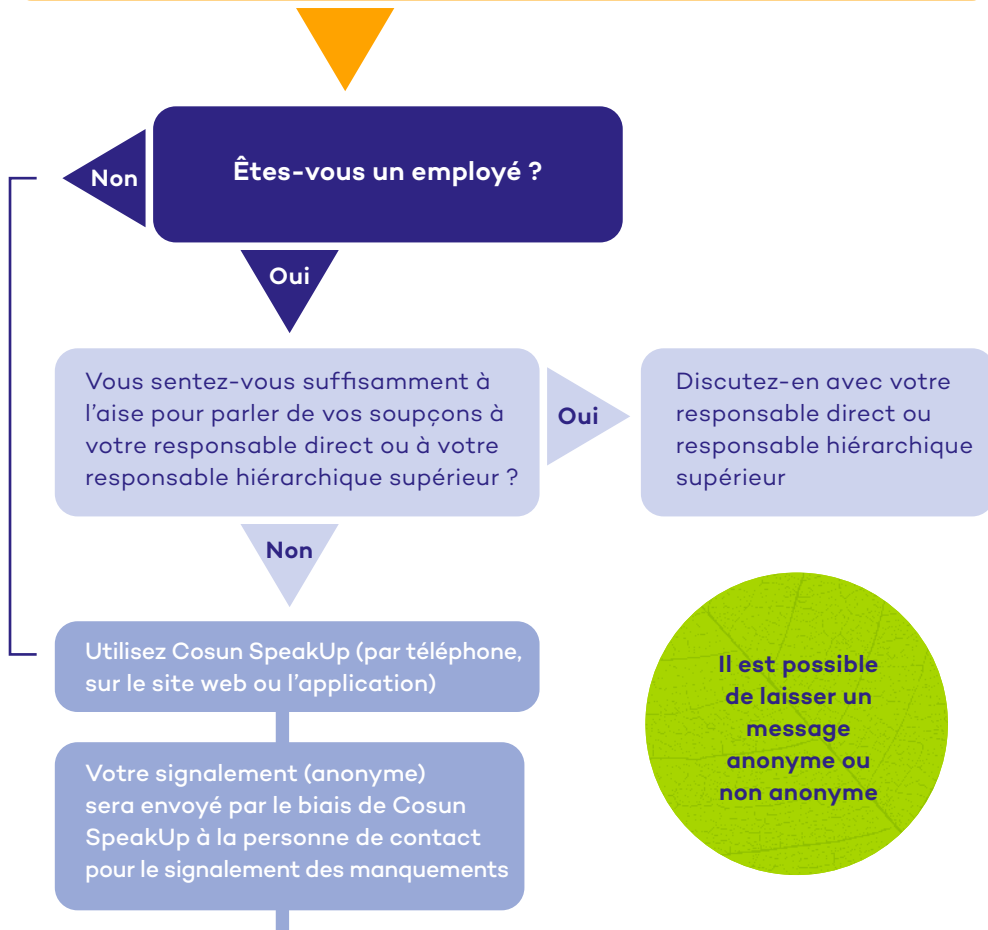 Êtes-vous un employé ?
Non
Oui
Vous sentez-vous suffisamment à
l'aise pour parler de vos soupçons à
votre responsable direct ou à votre
responsable hiérarchique supérieur ?
Oui
Discutez-en avec votre
responsable direct ou
responsable hiérarchique
supérieur
Non
Utilisez Cosun SpeakUp (par téléphone,
sur le site web ou l'application)
Il est possible
de laisser un
message
anonyme ou
non anonyme
Votre signalement (anonyme)
sera envoyé par le biais de Cosun
SpeakUp à la personne de contact
pour le signalement des manquements